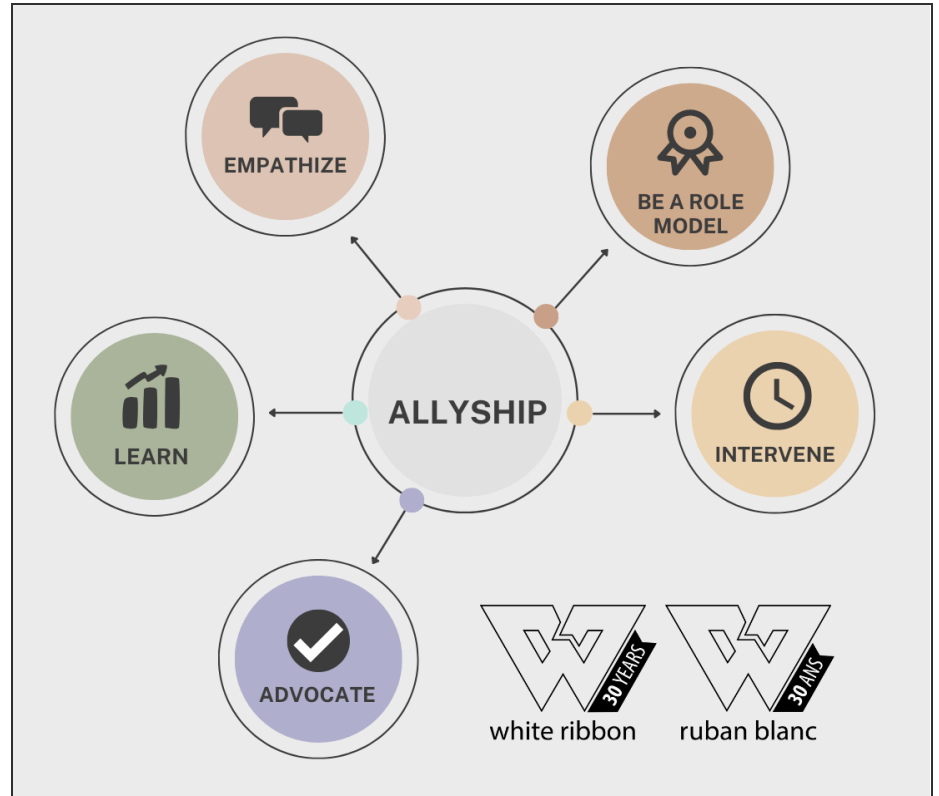 EMPATHIZE
BE A ROLE
MODEL
ALLYSHIP
LEARN
INTERVENE
ADVOCATE
30 YEARS
white ribbon
30 ANS
ruban blanc